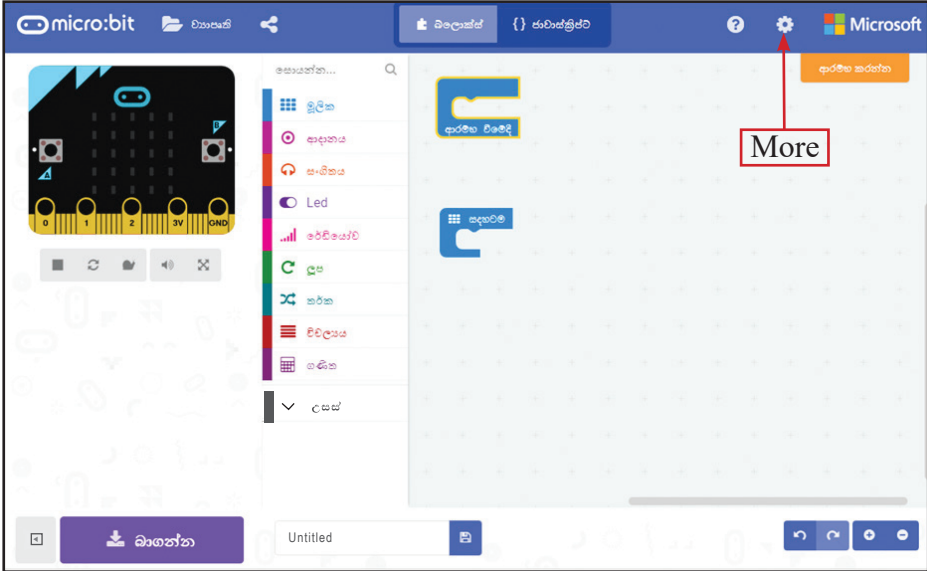 micro:bit ව්‍යාපෘති බ්ලොක්ස් {} ජාවාස්ක්‍රිප්ට් ? Microsoft
සොයන්න...
ආරම්භ කරන්න
මූලික
ආදානය
සංගීතය
Led
රේඩියෝව
ලූප
තර්ක
විචල්‍යය
ගණිත
උසස්
B
A
0 1 2 3V GND
ආරම්භ වීමේදි
සදහටම
More
බාගන්න
Untitled